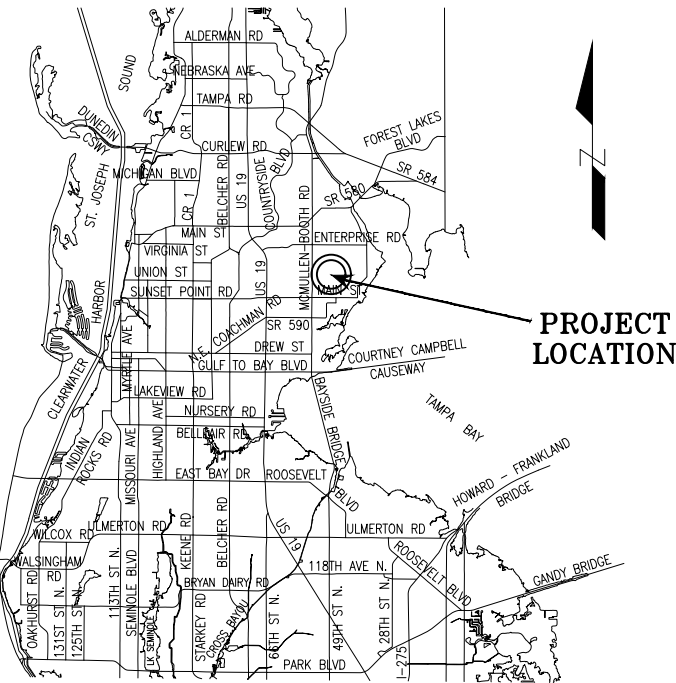 ALDERMAN RD
SOUND
NEBRASKA AVE
TAMPA RD
DUNEDIN
CSWY
CR 1
FOREST LAKES
BLVD
CURLEW RD
MICHIGAN BLVD
ST. JOSEPH
BELCHER RD
US 19
COUNTRYSIDE
BLVD
SR 584
SR 580
CR 1
MCMULLEN-BOOTH RD
MAIN ST
ENTERPRISE RD
VIRGINIA ST
UNION ST
US 19
SUNSET POINT RD
MAIN ST
HARBOR
N
N.E. COACHMAN RD
SR 590
PROJECT
LOCATION
MYRTLE AVE
DREW ST
GULF TO BAY BLVD
COURTNEY CAMPBELL
CAUSEWAY
CLEARWATER
LAKEVIEW RD
BAYSIDE BRIDGE
TAMPA BAY
NURSERY RD
HIGHLAND AVE
BELLEAIR RD
MISSOURI AVE
INDIAN
ROCKS RD
EAST BAY DR
ROOSEVELT
BLVD
HOWARD - FRANKLAND
BRIDGE
WILCOX RD
ULMERTON RD
KEENE RD
BELCHER RD
US 19
ULMERTON RD
WALSINGHAM
RD
118TH AVE N.
ROOSEVELT BLVD
GANDY BRIDGE
BRYAN DAIRY RD
OAKHURST RD
131ST ST N.
125TH ST N.
113TH ST N.
SEMINOLE BLVD
LK SEMINOLE
STARKEY RD
CROSS BAYOU
66TH ST N.
49TH ST N.
28TH ST N.
I-275
PARK BLVD